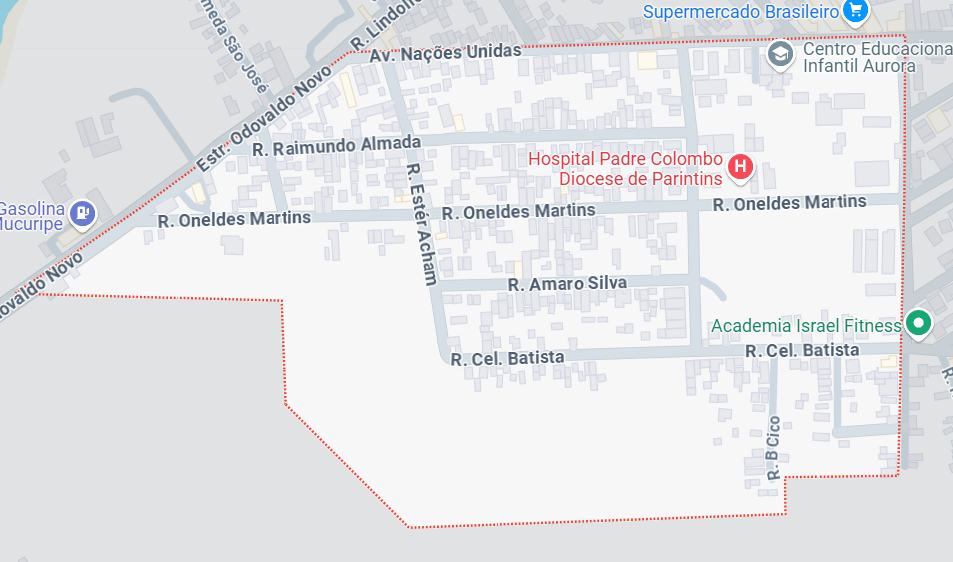 Supermercado Brasileiro
R. Lindolfo
Av. Nações Unidas
Centro Educaciona
Infantil Aurora
meda São José
Estr. Odovaldo Novo
R. Raimundo Almada
Hospital Padre Colombo
Diocese de Parintins
H
R. Estér Acham
R. Oneldes Martins
R. Oneldes Martins
R. Oneldes Martins
Gasolina
Mucuripe
ovaldo Novo
R. Amaro Silva
Academia Israel Fitness
R. Cel. Batista
R. Cel. Batista
R. B Cico